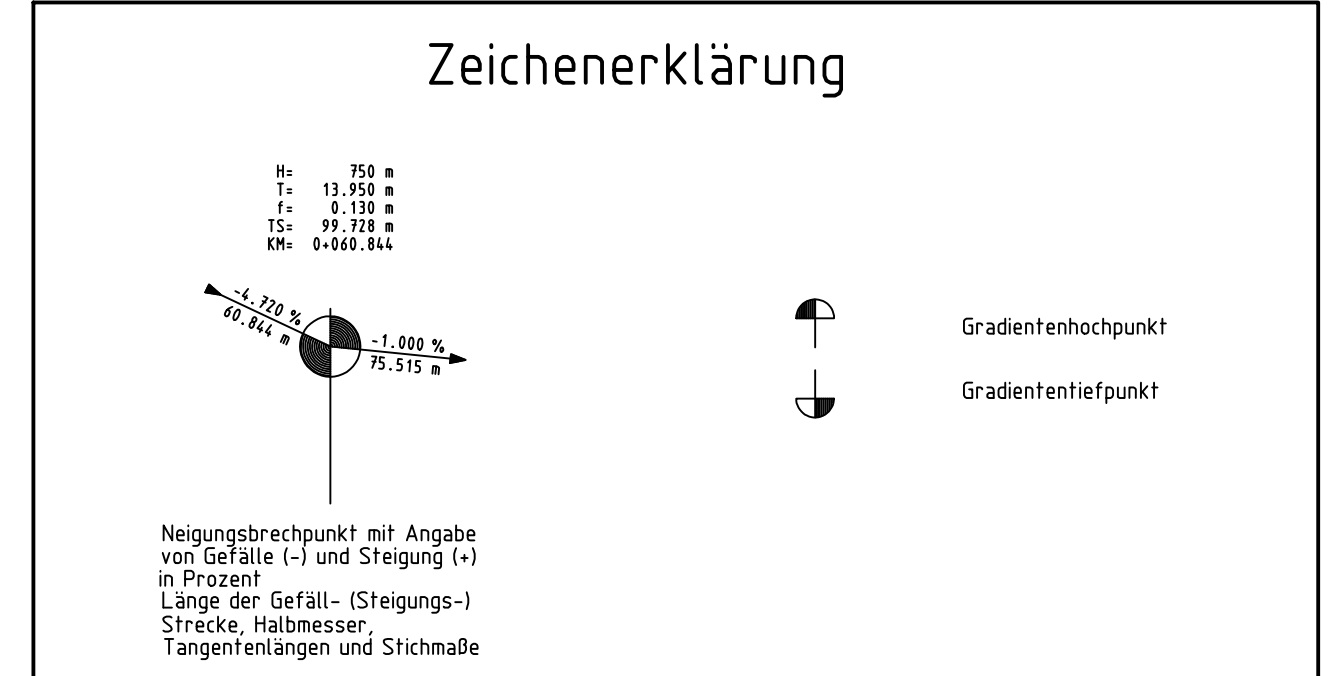 Zeichenerklärung
H= 750 m
T= 13.950 m
f= 0.130 m
TS= 99.728 m
KM= 0+060.844
-4.720 %
60.844 m
-1.000 %
75.515 m
Neigungsbrechpunkt mit Angabe
von Gefälle (-) und Steigung (+)
in Prozent
Länge der Gefäll- (Steigungs-)
Strecke, Halbmesser,
Tangentenlängen und Stichmaße
Gradientenhochpunkt
Gradiententiefpunkt